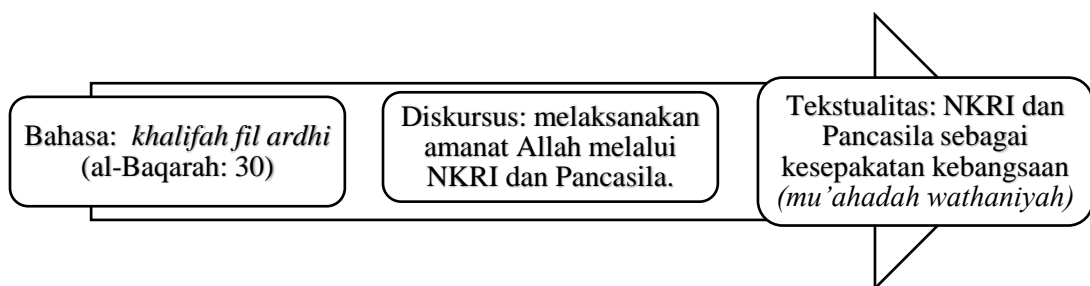 Bahasa: khalifah fil ardhi
(al-Baqarah: 30)
Diskursus: melaksanakan
amanat Allah melalui
NKRI dan Pancasila.
Tekstualitas: NKRI dan
Pancasila sebagai
kesepakatan kebangsaan
(mu’ahadah wathaniyah)